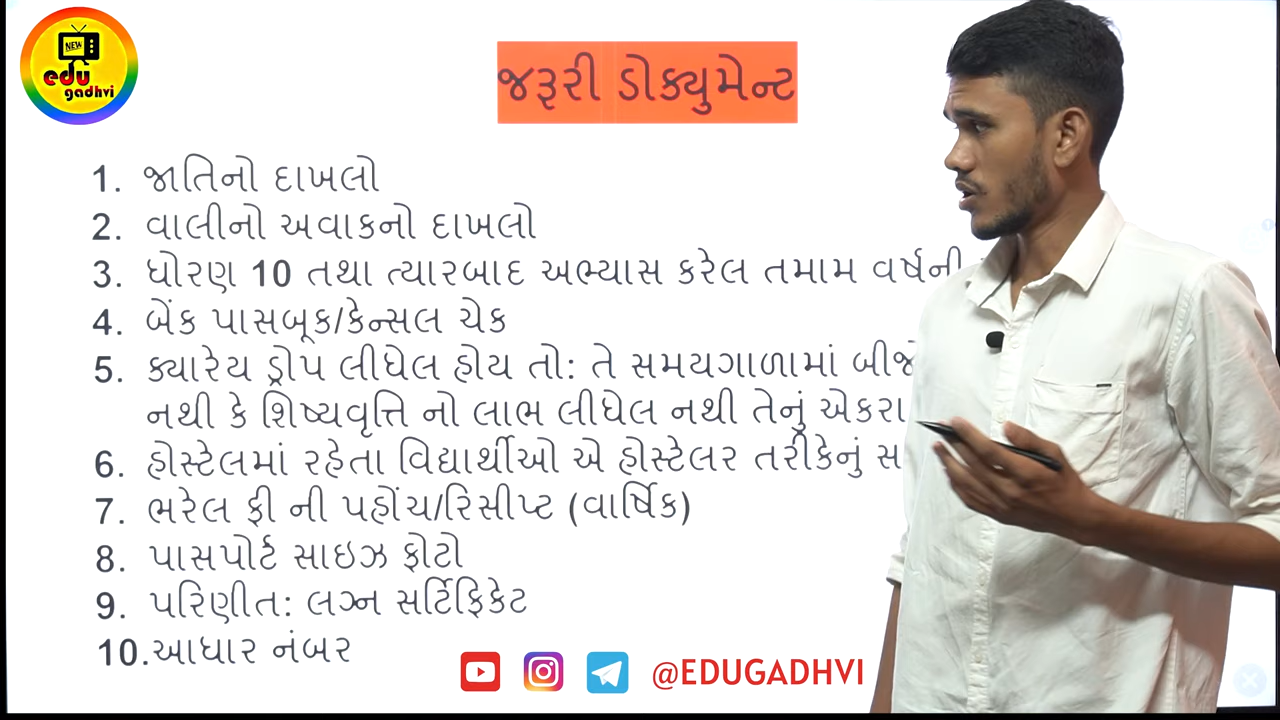 NEW
edu
gadhvi
જરૂરી ડોક્યુમેન્ટ
1. જાતિનો દાખલો
2. વાલીનો અવાકનો દાખલો
3. ધોરણ 10 તથા ત્યારબાદ અભ્યાસ કરેલ તમામ વર્ષની
4. બેંક પાસબૂક/કેન્સલ ચેક
5. ક્યારેય ડ્રોપ લીધેલ હોય તો: તે સમયગાળામાં
નથી કે શિષ્યવૃત્તિ નો લાભ લીધેલ નથી તેનું
6. હોસ્ટેલમાં રહેતા વિદ્યાર્થીઓ એ હોસ્ટેલર તરીકેનું
7. ભરેલ ફી ની પહોંચ/રિસીપ્ટ (વાર્ષિક)
8. પાસપોર્ટ સાઇઝ ફોટો
9. પરિણીત: લગ્ન સર્ટિફિકેટ
10.આધાર નંબર
@EDUGADHVI